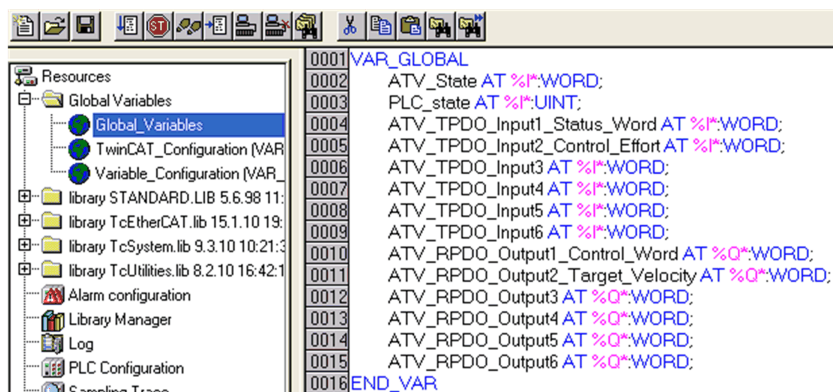 Resources
Global Variables
Global_Variables
TwinCAT_Configuration (VAR
Variable_Configuration (VAR_
library STANDARD.LIB 5.6.98 11:
library TcEtherCAT.lib 15.1.10 19:
library TcSystem.lib 9.3.10 10:21:3
library TcUtilities.lib 8.2.10 16:42:1
Alarm configuration
Library Manager
Log
PLC Configuration
Sampling Trace
0001 VAR_GLOBAL
0002 ATV_State AT %I*:WORD;
0003 PLC_state AT %I*:UINT;
0004 ATV_TPDO_Input1_Status_Word AT %I*:WORD;
0005 ATV_TPDO_Input2_Control_Effort AT %I*:WORD;
0006 ATV_TPDO_Input3 AT %I*:WORD;
0007 ATV_TPDO_Input4 AT %I*:WORD;
0008 ATV_TPDO_Input5 AT %I*:WORD;
0009 ATV_TPDO_Input6 AT %I*:WORD;
0010 ATV_RPDO_Output1_Control_Word AT %Q*:WORD;
0011 ATV_RPDO_Output2_Target_Velocity AT %Q*:WORD;
0012 ATV_RPDO_Output3 AT %Q*:WORD;
0013 ATV_RPDO_Output4 AT %Q*:WORD;
0014 ATV_RPDO_Output5 AT %Q*:WORD;
0015 ATV_RPDO_Output6 AT %Q*:WORD;
0016 END_VAR